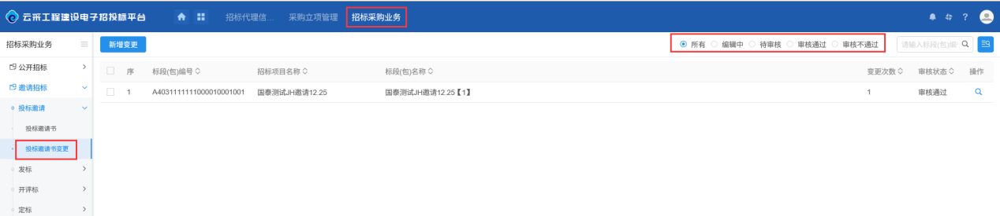 云采工程建设电子招投标平台 招标代理信... 采购立项管理 招标采购业务
招标采购业务 新增变更 所有 编辑中 待审核 审核通过 审核不通过 请输入标段(包)编
公开招标 序 标段(包)编号 招标项目名称 标段(包)名称 变更次数 审核状态 操作
邀请招标 1 国泰测试JH邀请12.25 国泰测试JH邀请12.25【1】 1 审核通过
投标邀请
投标邀请书
投标邀请书变更
发标
开评标
定标